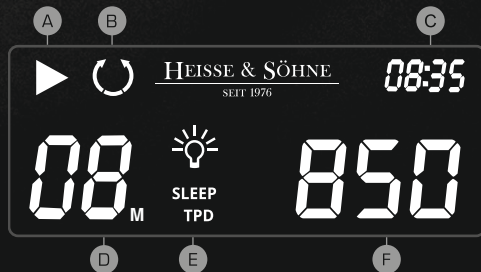 A B C
HEISSE & SÖHNE
SEIT 1976
08:35
08 M
SLEEP
TPD
850
D E F